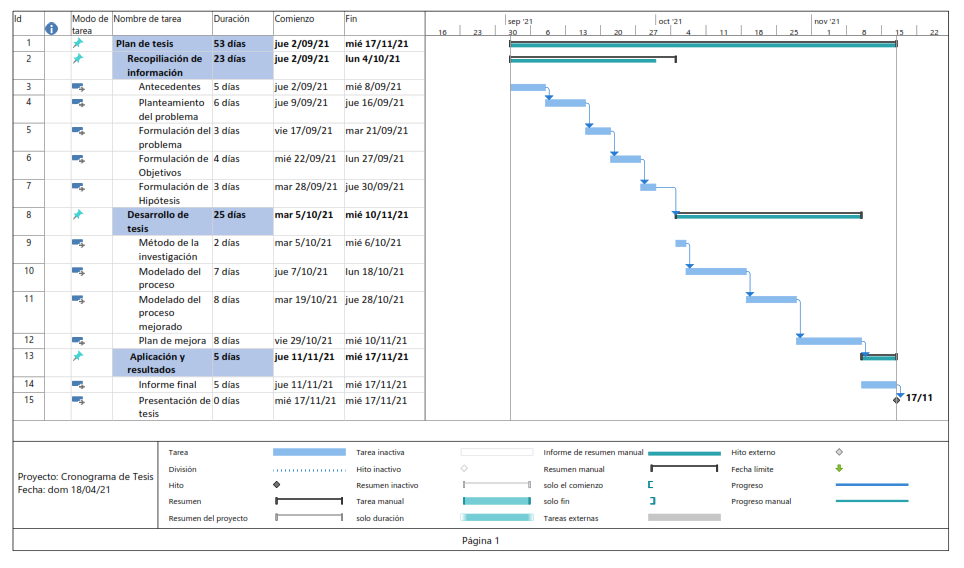 Id Modo de tarea Nombre de tarea Duración Comienzo Fin
sep '21 oct '21 nov '21
16 23 30 6 13 20 27 4 11 18 25 1 8 15 22
1 Plan de tesis 53 días jue 2/09/21 mié 17/11/21
2 Recopiliación de información 23 días jue 2/09/21 lun 4/10/21
3 Antecedentes 5 días jue 2/09/21 mié 8/09/21
4 Planteamiento del problema 6 días jue 9/09/21 jue 16/09/21
5 Formulación del problema 3 días vie 17/09/21 mar 21/09/21
6 Formulación de Objetivos 4 días mié 22/09/21 lun 27/09/21
7 Formulación de Hipótesis 3 días mar 28/09/21 jue 30/09/21
8 Desarrollo de tesis 25 días mar 5/10/21 mié 10/11/21
9 Método de la investigación 2 días mar 5/10/21 mié 6/10/21
10 Modelado del proceso 7 días jue 7/10/21 lun 18/10/21
11 Modelado del proceso mejorado 8 días mar 19/10/21 jue 28/10/21
12 Plan de mejora 8 días vie 29/10/21 mié 10/11/21
13 Aplicación y resultados 5 días jue 11/11/21 mié 17/11/21
14 Informe final 5 días jue 11/11/21 mié 17/11/21
15 Presentación de tesis 0 días mié 17/11/21 mié 17/11/21
17/11
Proyecto: Cronograma de Tesis
Fecha: dom 18/04/21
Tarea
División
Hito
Resumen
Resumen del proyecto
Tarea inactiva
Hito inactivo
Resumen inactivo
Tarea manual
solo duración
Informe de resumen manual
Resumen manual
solo el comienzo
solo fin
Tareas externas
Hito externo
Fecha límite
Progreso
Progreso manual
Página 1